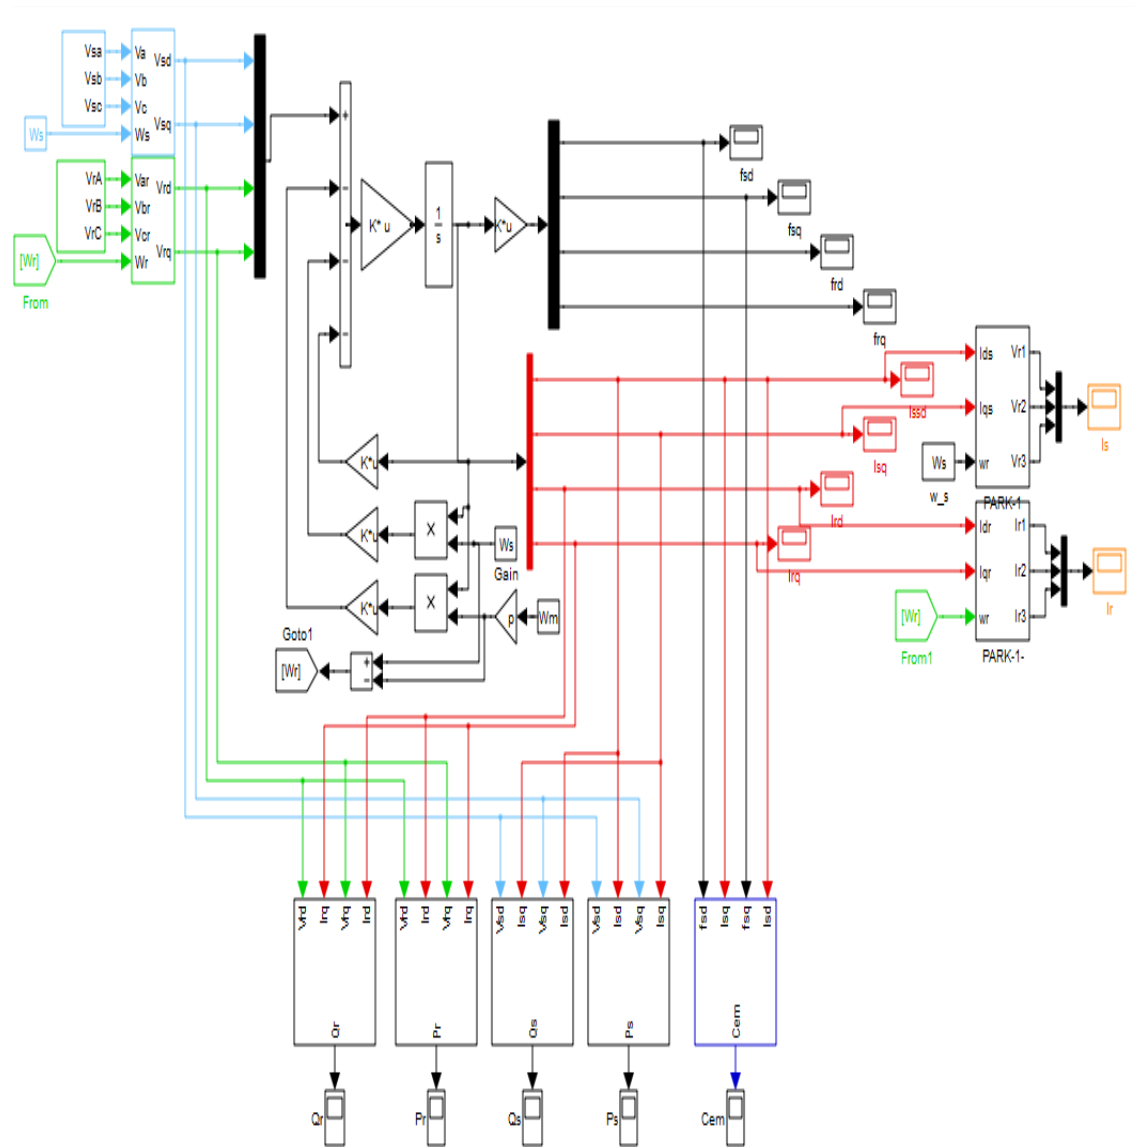 Vsa
Vsb
Vsc
Ws
Va
Vb
Vc
Ws
Vsd
Vsq
VrA
VrB
VrC
[Wr]
From
Var
Vbr
Vcr
Wr
Vrd
Vrq
+
−
−
−
K* u
1
s
K*u
fsd
fsq
frd
frq
Issd
Isq
Ird
Irq
K*u
K*u
K*u
X
X
Ws
Gain
p
Wm
Goto1
[Wr]
+
−
Ws
w_s
Ids
Iqs
wr
Vr1
Vr2
Vr3
PARK-1
Is
Idr
Iqr
wr
Ir1
Ir2
Ir3
PARK-1-
Ir
[Wr]
From1
Vrd
Irq
Vrq
Ird
Qr
Vrd
Ird
Vrq
Irq
Pr
Vsd
Isq
Vsq
Isd
Qs
Vsd
Isd
Vsq
Isq
Ps
fsd
Isq
fsq
Isd
Cem
Qr
Pr
Qs
Ps
Cem